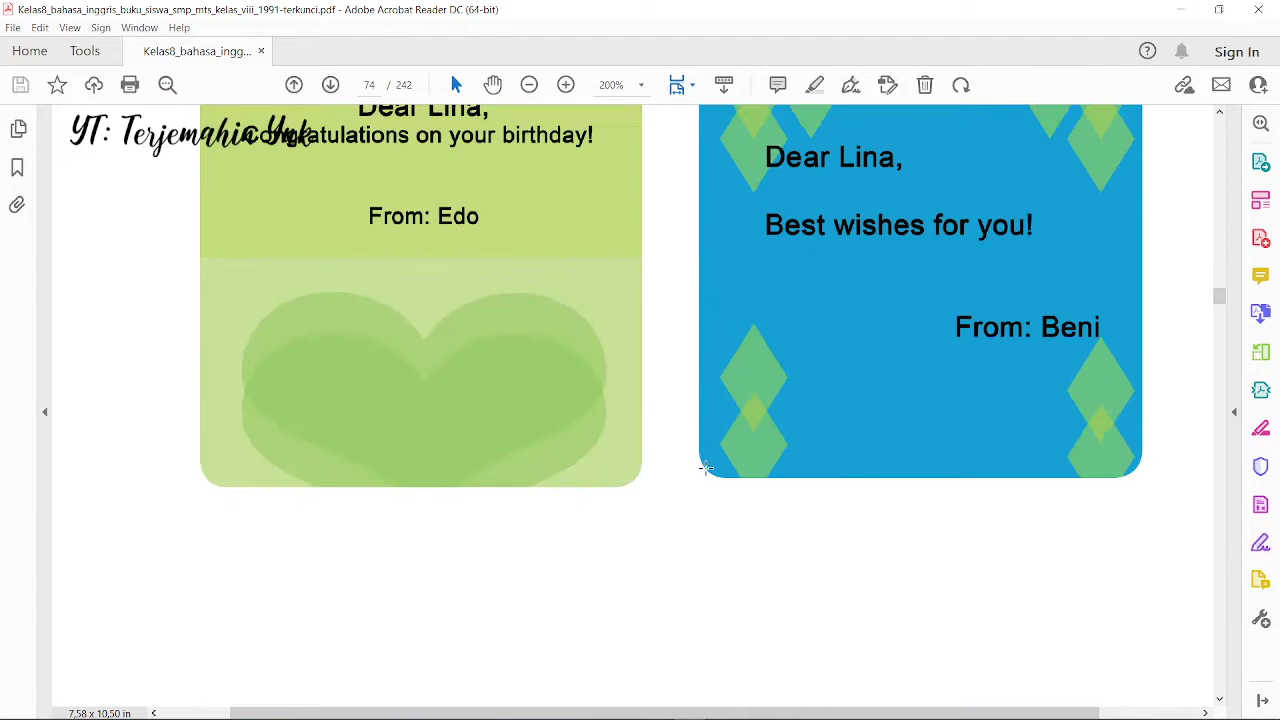 Kelas8_bahasa_inggris_buku_siswa_smp_mts_kelas_viii_1991-terkunci.pdf - Adobe Acrobat Reader DC (64-bit)
File Edit View Sign Window Help
Home Tools Kelas8_bahasa_ingg... × Sign In
74 / 242 200%
YT: Terjemahin Yuk
Dear Lina,
Congratulations on your birthday!
From: Edo
Dear Lina,
Best wishes for you!
From: Beni
7,58 x 10,50 in